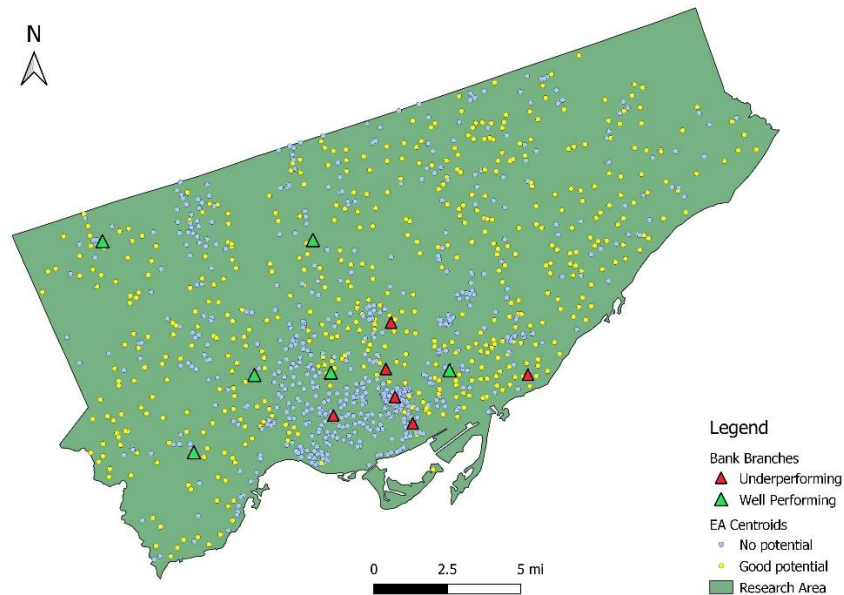 N
Legend
Bank Branches
Underperforming
Well Performing
EA Centroids
No potential
Good potential
Research Area
0 2.5 5 mi